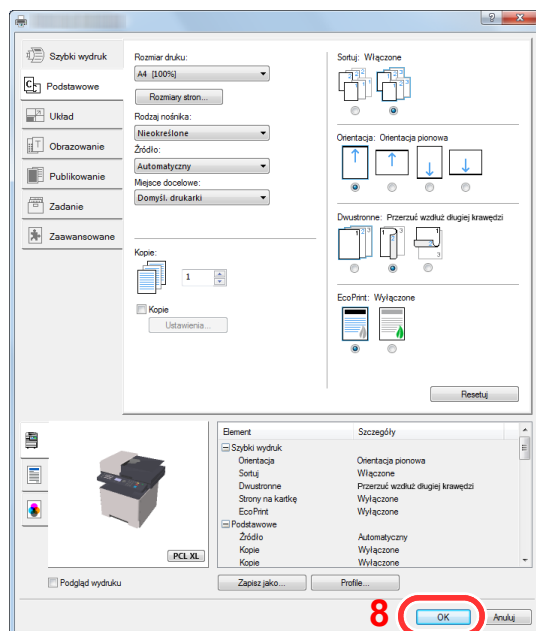 Szybki wydruk
Podstawowe
Układ
Obrazowanie
Publikowanie
Zadanie
Zaawansowane
Rozmiar druku:
A4 [100%]
Rozmiary stron...
Rodzaj nośnika:
Nieokreślone
Źródło:
Automatyczny
Miejsce docelowe:
Domyśl. drukarki
Kopie:
1
Kopie
Ustawienia...
Sortuj: Włączone
Orientacja: Orientacja pionowa
Dwustronne: Przerzuć wzdłuż długiej krawędzi
EcoPrint: Wyłączone
Resetuj
Element Szczegóły
Szybki wydruk
Orientacja Orientacja pionowa
Sortuj Włączone
Dwustronne Przerzuć wzdłuż długiej krawędzi
Strony na kartkę Wyłączone
EcoPrint Wyłączone
Podstawowe
Źródło Automatyczny
Kopie Wyłączone
Kopie Wyłączone
PCL XL
Podgląd wydruku
Zapisz jako...
Profile...
8
OK
Anuluj